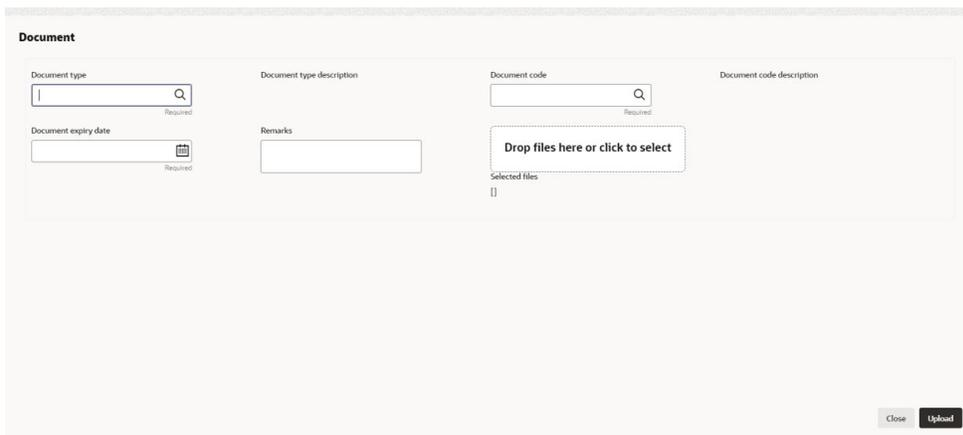 Document
Document type
Document type description
Document code
Document code description
Required
Required
Document expiry date
Remarks
Drop files here or click to select
Required
Selected files
[]
Close
Upload